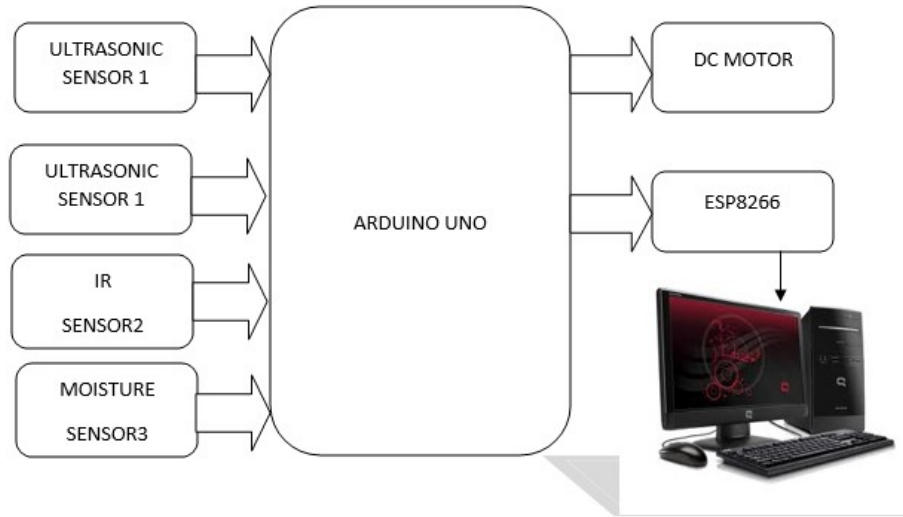 ULTRASONIC
SENSOR 1
ULTRASONIC
SENSOR 1
IR
SENSOR2
MOISTURE
SENSOR3
ARDUINO UNO
DC MOTOR
ESP8266